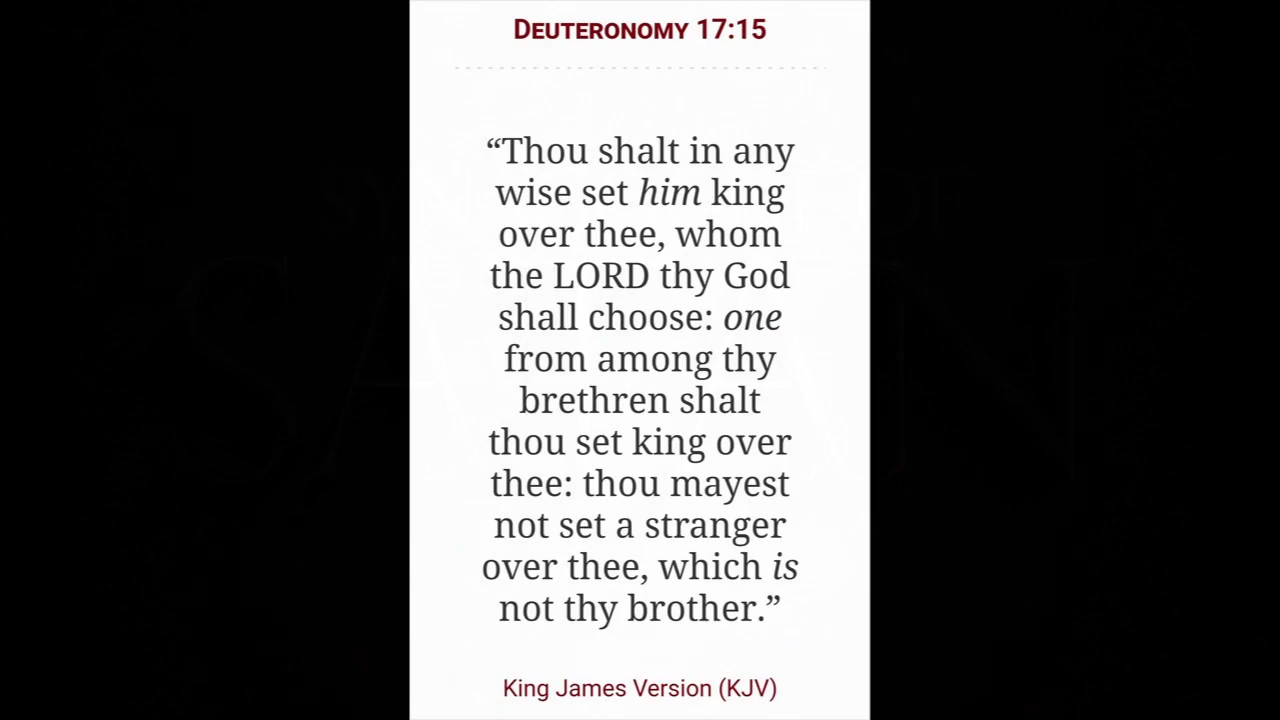 DEUTERONOMY 17:15
“Thou shalt in any
wise set him king
over thee, whom
the LORD thy God
shall choose: one
from among thy
brethren shalt
thou set king over
thee: thou mayest
not set a stranger
over thee, which is
not thy brother.”
King James Version (KJV)